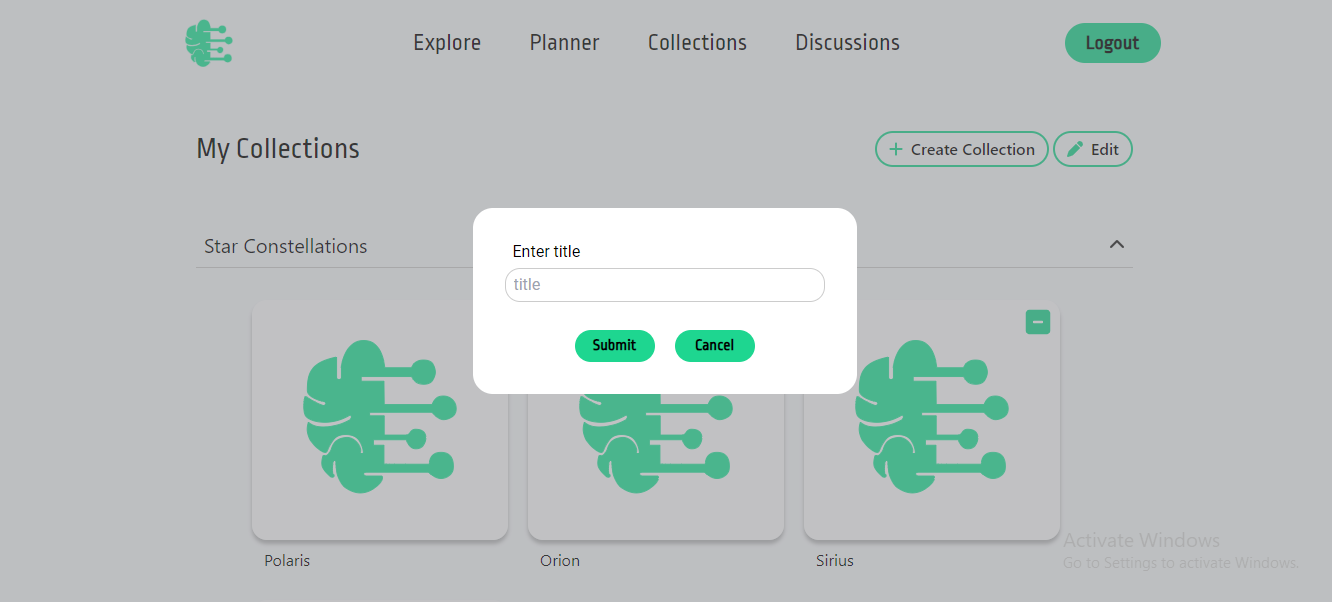 Explore Planner Collections Discussions Logout
My Collections + Create Collection Edit
Enter title
Star Constellations
title
Submit Cancel
Polaris Orion Sirius
Activate Windows
Go to Settings to activate Windows.